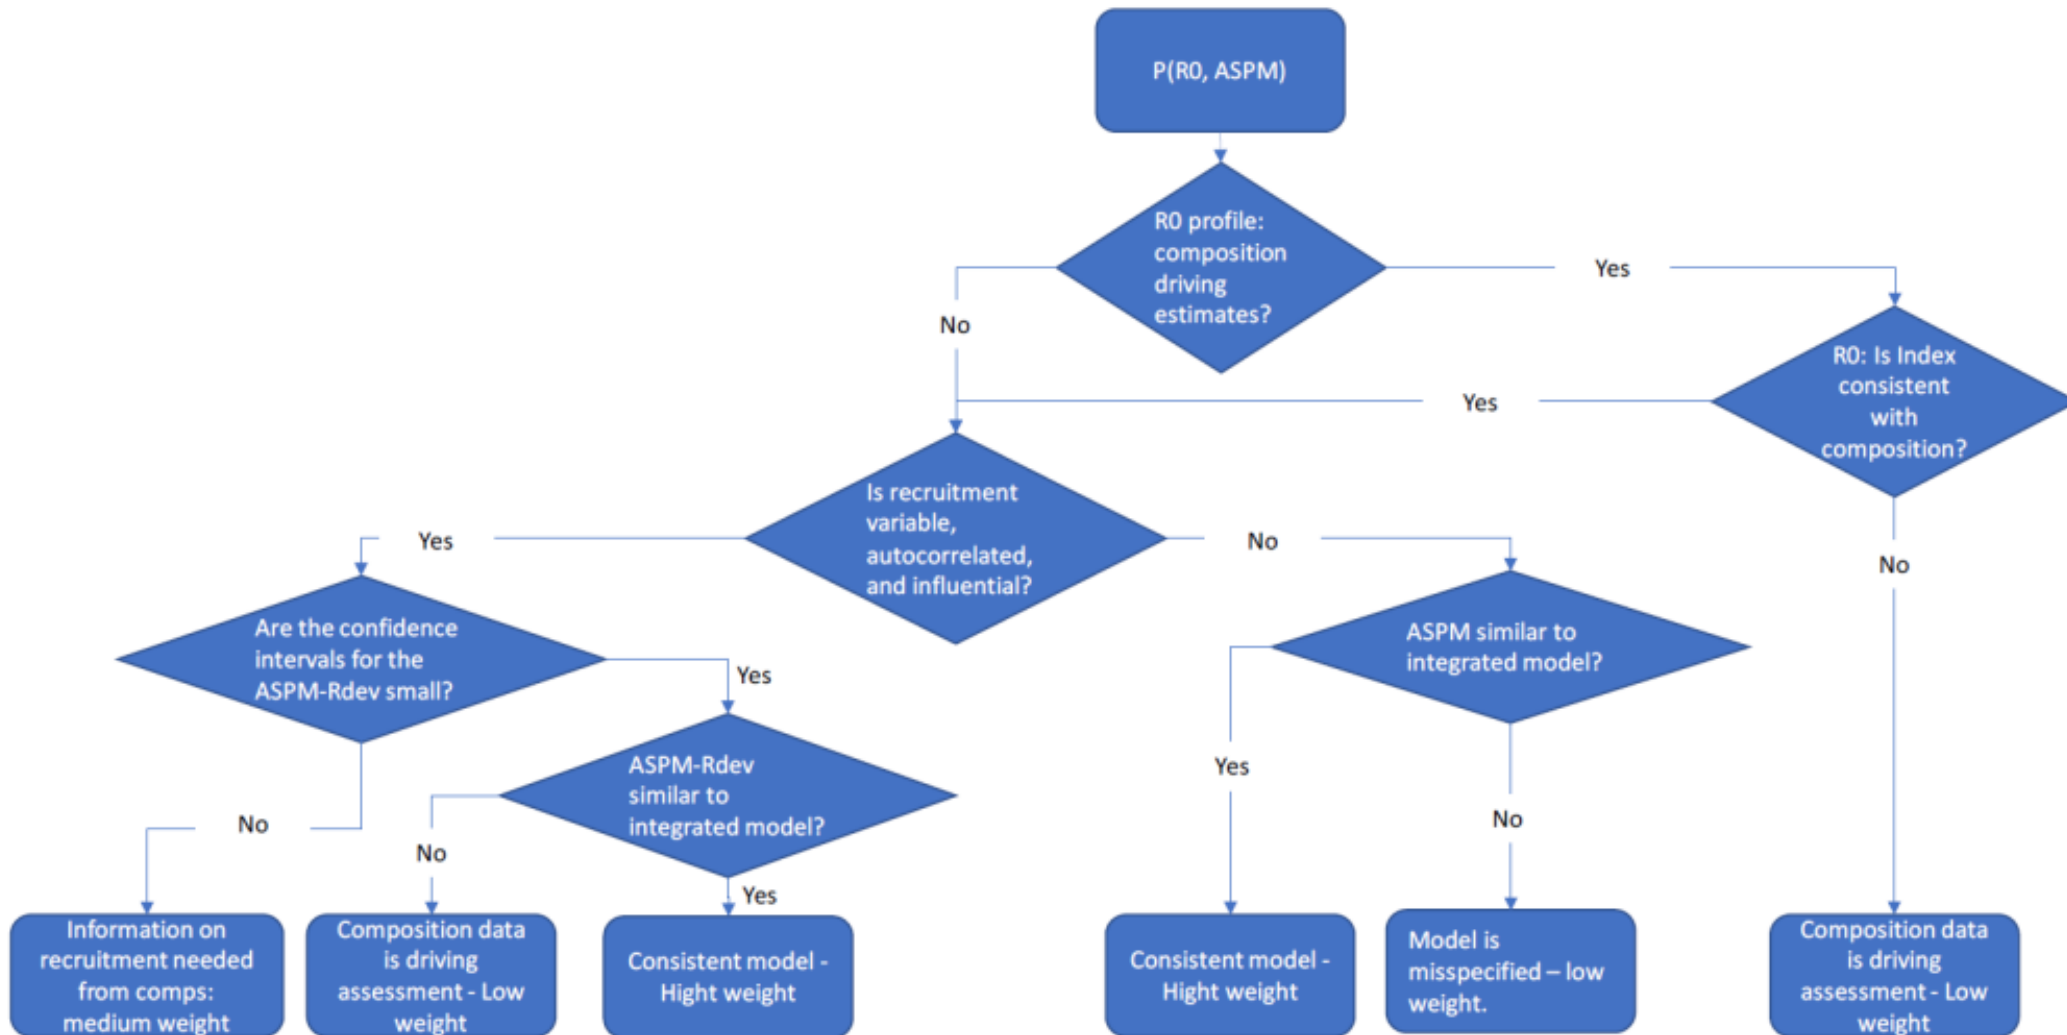 P(R0, ASPM)
R0 profile:
composition
driving
estimates?
Yes
No
R0: Is Index
consistent
with
composition?
Yes
Is recruitment
variable,
autocorrelated,
and influential?
Yes
No
No
Are the confidence
intervals for the
ASPM-Rdev small?
ASPM similar to
integrated model?
Yes
ASPM-Rdev
similar to
integrated model?
Yes
No
No
No
Yes
Information on
recruitment needed
from comps:
medium weight
Composition data
is driving
assessment - Low
weight
Consistent model -
Hight weight
Consistent model -
Hight weight
Model is
misspecified – low
weight.
Composition data
is driving
assessment - Low
weight